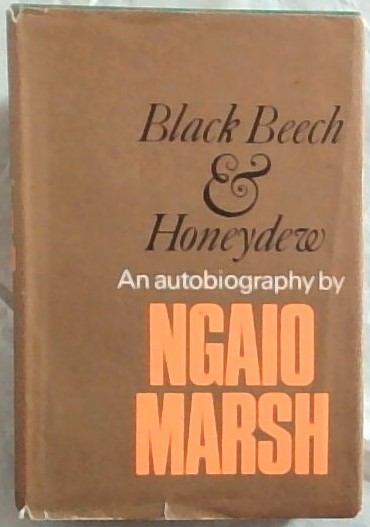 Black Beech
&
Honeydew
An autobiography by
NGAIO
MARSH